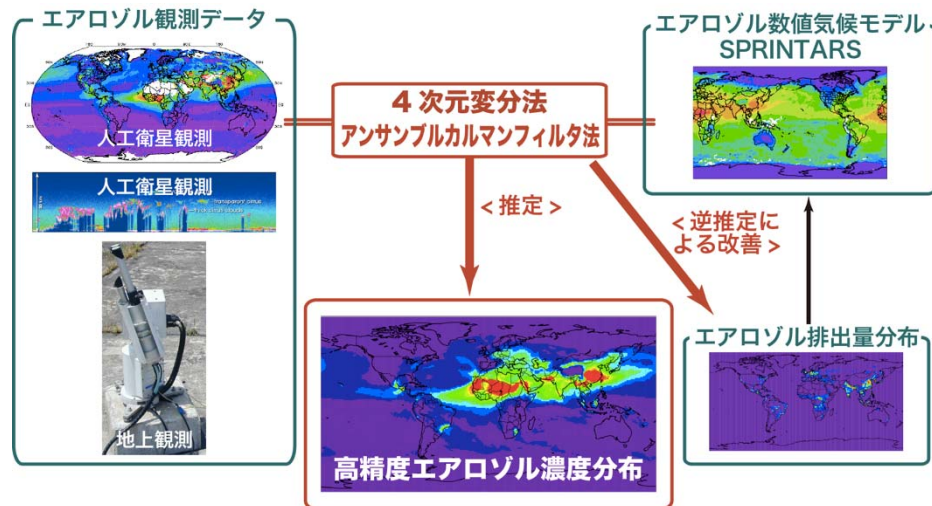 エアロゾル観測データ
人工衛星観測
人工衛星観測
地上観測
4次元変分法
アンサンブルカルマンフィルタ法
エアロゾル数値気候モデル
SPRINTARS
<推定>
<逆推定に
よる改善>
高精度エアロゾル濃度分布
エアロゾル排出量分布